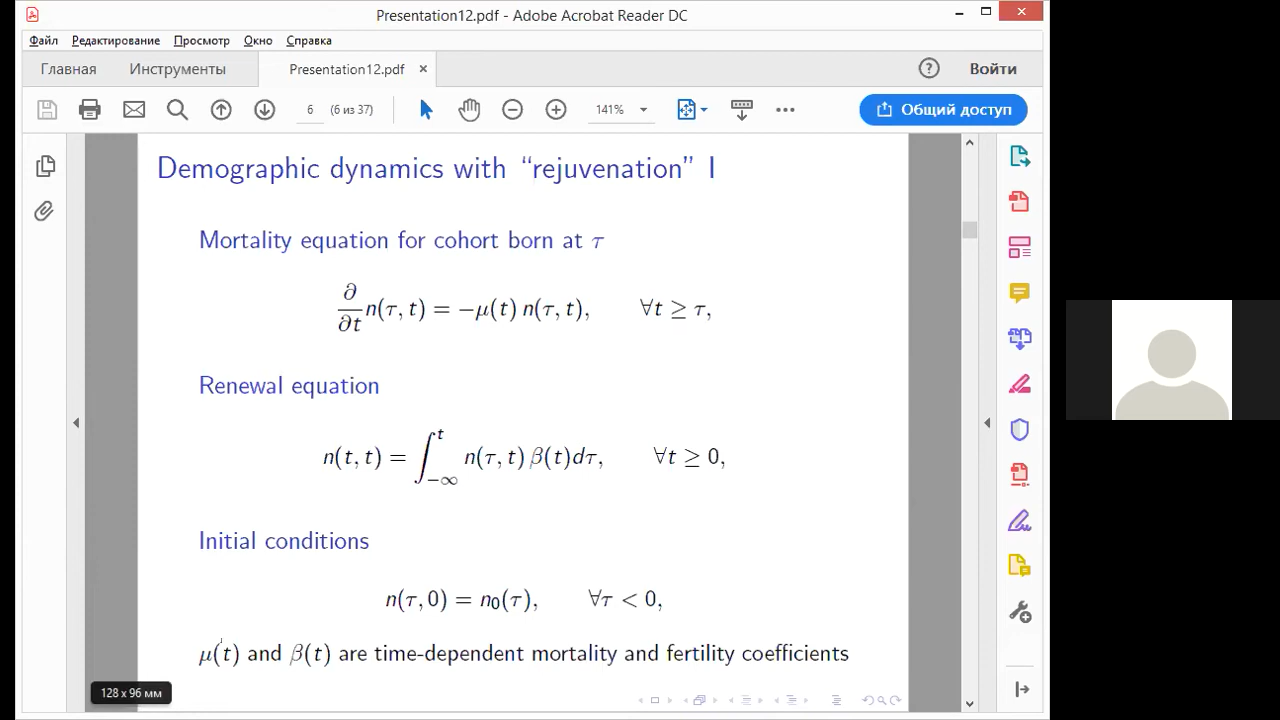 Presentation12.pdf - Adobe Acrobat Reader DC
Файл Редактирование Просмотр Окно Справка
Главная Инструменты Presentation12.pdf × Войти
6 (6 из 37) 141% Общий доступ
Demographic dynamics with “rejuvenation” I
Mortality equation for cohort born at τ
∂/∂t n(τ, t) = −μ(t) n(τ, t), ∀t ≥ τ,
Renewal equation
n(t, t) = ∫_{−∞}^{t} n(τ, t) β(t)dτ, ∀t ≥ 0,
Initial conditions
n(τ, 0) = n₀(τ), ∀τ < 0,
μ(t) and β(t) are time-dependent mortality and fertility coefficients
128 x 96 мм